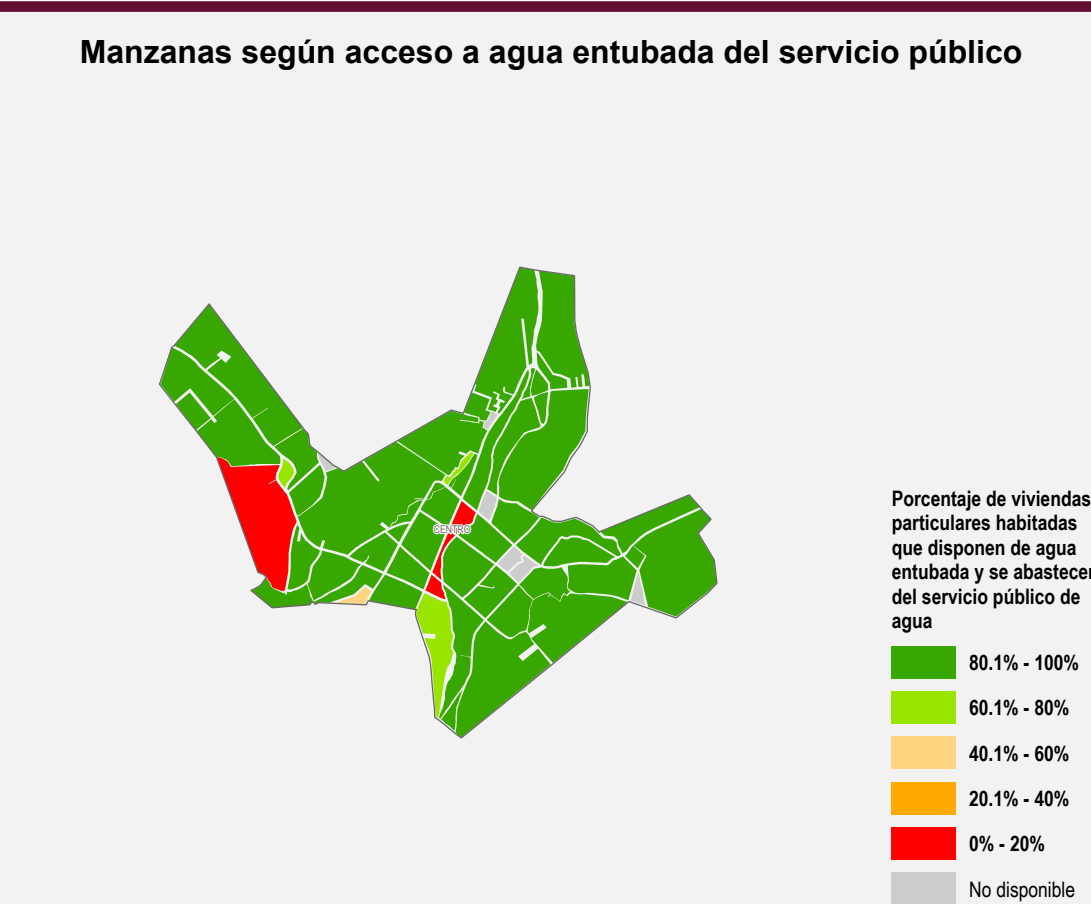 Manzanas según acceso a agua entubada del servicio público
CENTRO
Porcentaje de viviendas
particulares habitadas
que disponen de agua
entubada y se abastecen
del servicio público de
agua
80.1% - 100%
60.1% - 80%
40.1% - 60%
20.1% - 40%
0% - 20%
No disponible